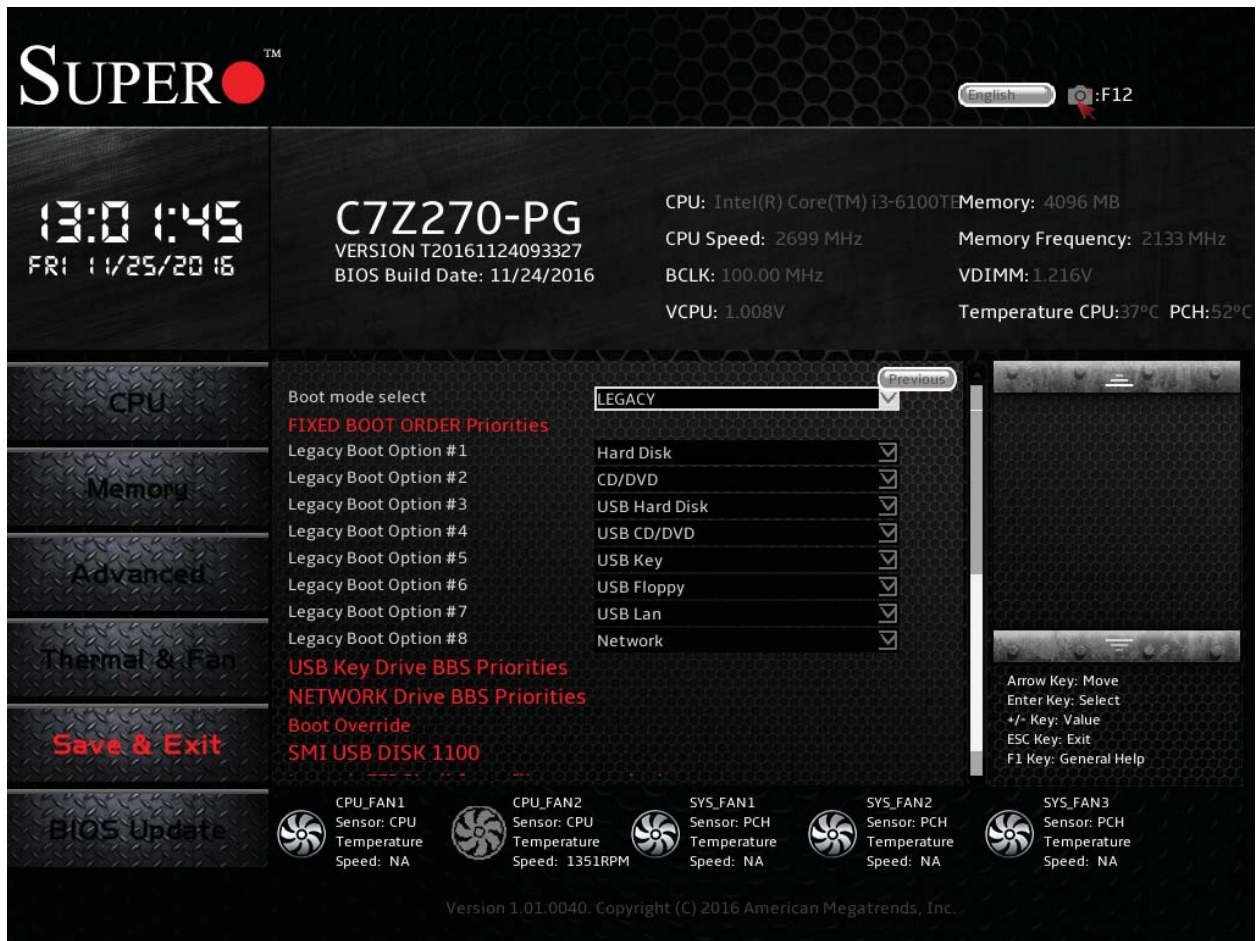 SUPER TM
English :F12
13:01:45
FRI 11/25/2016
C7Z270-PG
VERSION T20161124093327
BIOS Build Date: 11/24/2016
CPU: Intel(R) Core(TM) i3-6100TE
CPU Speed: 2699 MHz
BCLK: 100.00 MHz
VCPU: 1.008V
Memory: 4096 MB
Memory Frequency: 2133 MHz
VDIMM: 1.216V
Temperature CPU:37°C PCH:52°C
CPU
Memory
Advanced
Thermal & Fan
Save & Exit
BIOS Update
Previous
Boot mode select LEGACY
FIXED BOOT ORDER Priorities
Legacy Boot Option #1 Hard Disk
Legacy Boot Option #2 CD/DVD
Legacy Boot Option #3 USB Hard Disk
Legacy Boot Option #4 USB CD/DVD
Legacy Boot Option #5 USB Key
Legacy Boot Option #6 USB Floppy
Legacy Boot Option #7 USB Lan
Legacy Boot Option #8 Network
USB Key Drive BBS Priorities
NETWORK Drive BBS Priorities
Boot Override
SMI USB DISK 1100
Arrow Key: Move
Enter Key: Select
+/- Key: Value
ESC Key: Exit
F1 Key: General Help
CPU_FAN1
Sensor: CPU
Temperature
Speed: NA
CPU_FAN2
Sensor: CPU
Temperature
Speed: 1351RPM
SYS_FAN1
Sensor: PCH
Temperature
Speed: NA
SYS_FAN2
Sensor: PCH
Temperature
Speed: NA
SYS_FAN3
Sensor: PCH
Temperature
Speed: NA
Version 1.01.0040. Copyright (C) 2016 American Megatrends, Inc.